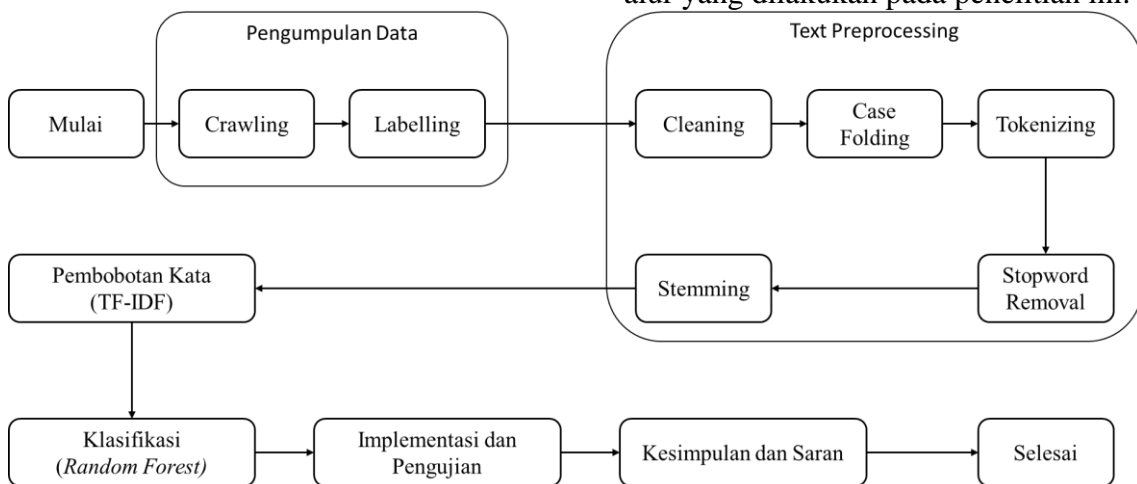 alur yang dilakukan pada penelitian ini.
Pengumpulan Data
Text Preprocessing
Mulai
Crawling
Labelling
Cleaning
Case
Folding
Tokenizing
Pembobotan Kata
(TF-IDF)
Stemming
Stopword
Removal
Klasifikasi
(Random Forest)
Implementasi dan
Pengujian
Kesimpulan dan Saran
Selesai